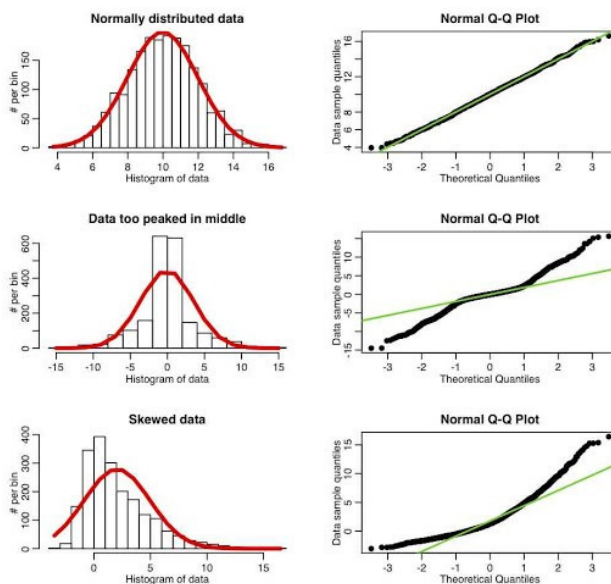 Normally distributed data
# per bin
0 50 100 150
4 6 8 10 12 14 16
Histogram of data
Normal Q-Q Plot
Data sample quantiles
4 8 12 16
-3 -2 -1 0 1 2 3
Theoretical Quantiles
Data too peaked in middle
# per bin
0 200 400 600
-15 -10 -5 0 5 10 15
Histogram of data
Normal Q-Q Plot
Data sample quantiles
-15 -5 0 5 10
-3 -2 -1 0 1 2 3
Theoretical Quantiles
Skewed data
# per bin
0 100 200 300 400
0 5 10 15
Histogram of data
Normal Q-Q Plot
Data sample quantiles
0 5 10 15
-3 -2 -1 0 1 2 3
Theoretical Quantiles